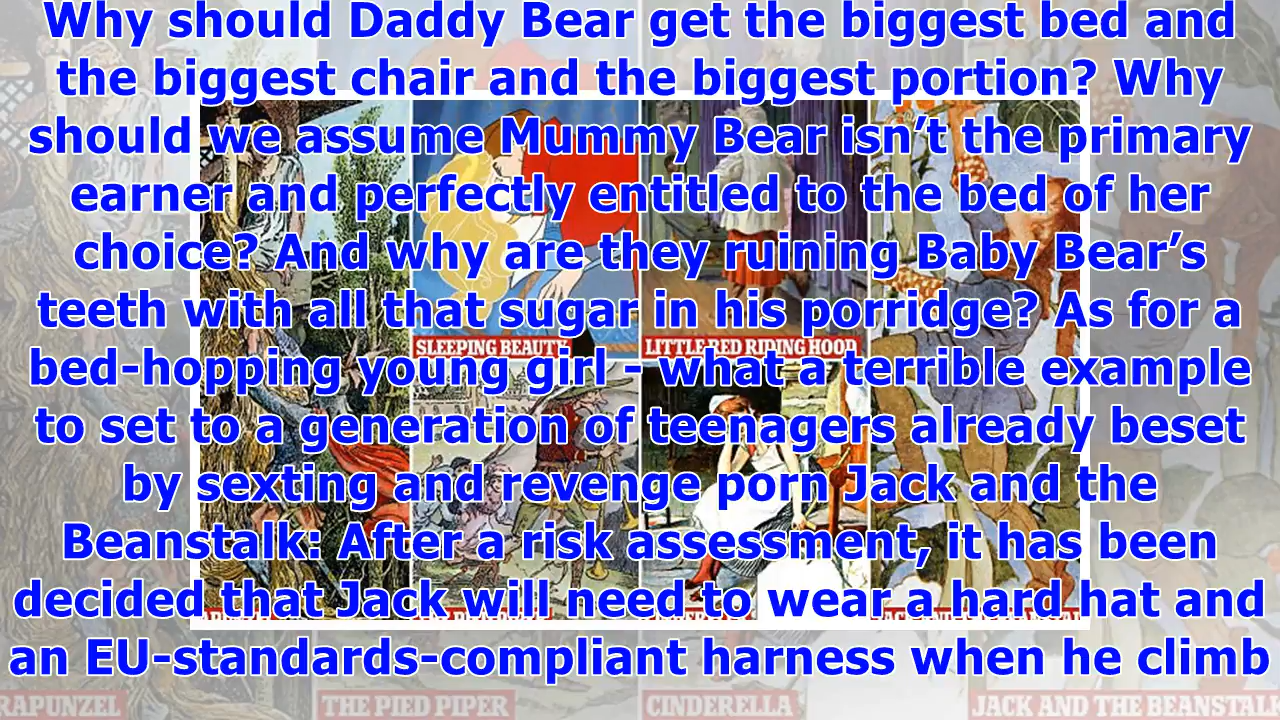 Why should Daddy Bear get the biggest bed and
the biggest chair and the biggest portion? Why
should we assume Mummy Bear isn’t the primary
earner and perfectly entitled to the bed of her
choice? And why are they ruining Baby Bear’s
teeth with all that sugar in his porridge? As for a
SLEEPING BEAUTY
LITTLE RED RIDING HOOD
bed-hopping young girl - what a terrible example
to set to a generation of teenagers already beset
by sexting and revenge porn Jack and the
Beanstalk: After a risk assessment, it has been
decided that Jack will need to wear a hard hat and
an EU-standards-compliant harness when he climb
RAPUNZEL
THE PIED PIPER
CINDERELLA
JACK AND THE BEANSTALK